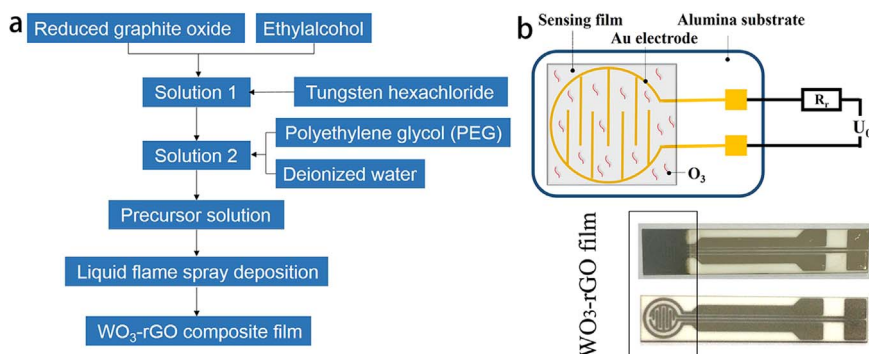 a
Reduced graphite oxide
Ethylalcohol
Solution 1
Tungsten hexachloride
Solution 2
Polyethylene glycol (PEG)
Deionized water
Precursor solution
Liquid flame spray deposition
WO₃-rGO composite film
b
Sensing film
Alumina substrate
Au electrode
Rᵣ
O₃
WO₃-rGO film